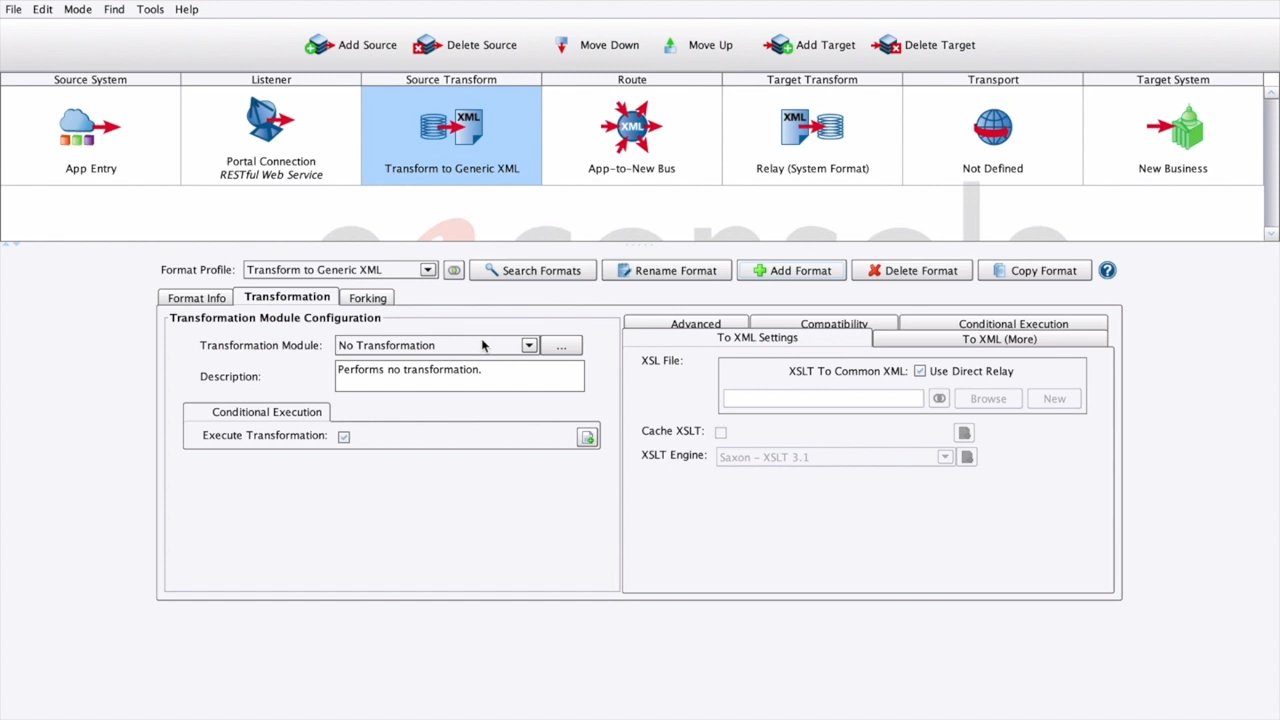 File Edit Mode Find Tools Help
Add Source Delete Source Move Down Move Up Add Target Delete Target
Source System Listener Source Transform Route Target Transform Transport Target System
XML XML XML
App Entry Portal Connection Transform to Generic XML App-to-New Bus Relay (System Format) Not Defined New Business
RESTful Web Service
console
Format Profile: Transform to Generic XML Search Formats Rename Format Add Format Delete Format Copy Format ?
Format Info Transformation Forking
Transformation Module Configuration
Transformation Module: No Transformation ...
Description: Performs no transformation.
Conditional Execution
Execute Transformation:
Advanced Compatibility Conditional Execution
To XML Settings To XML (More)
XSL File:
XSLT To Common XML: Use Direct Relay
Browse New
Cache XSLT:
XSLT Engine: Saxon – XSLT 3.1